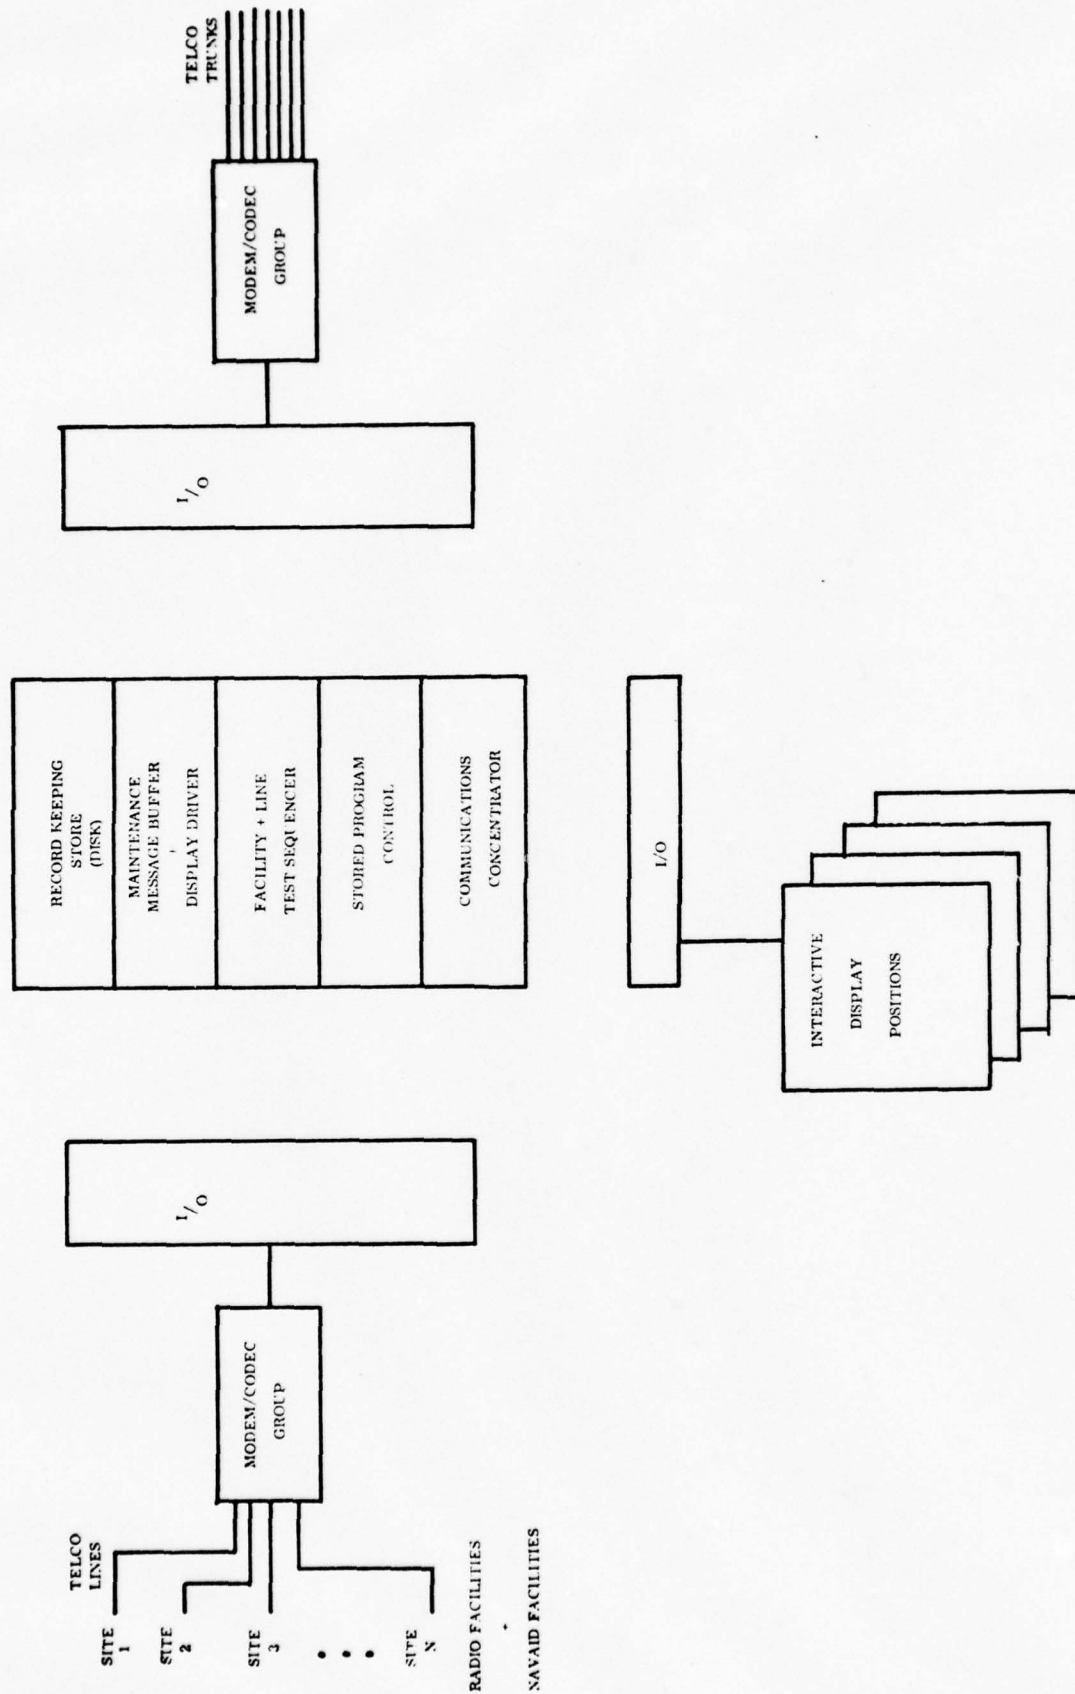 TELCO
LINES
SITE
1
SITE
2
SITE
3
SITE
N
RADIO FACILITIES
+
NAVAID FACILITIES
MODEM/CODEC
GROUP
I/O
RECORD KEEPING
STORE
(DISK)
MAINTENANCE
MESSAGE BUFFER
DISPLAY DRIVER
FACILITY + LINE
TEST SEQUENCER
STORED PROGRAM
CONTROL
COMMUNICATIONS
CONCENTRATOR
I/O
INTERACTIVE
DISPLAY
POSITIONS
I/O
MODEM/CODEC
GROUP
TELCO
TRUNKS